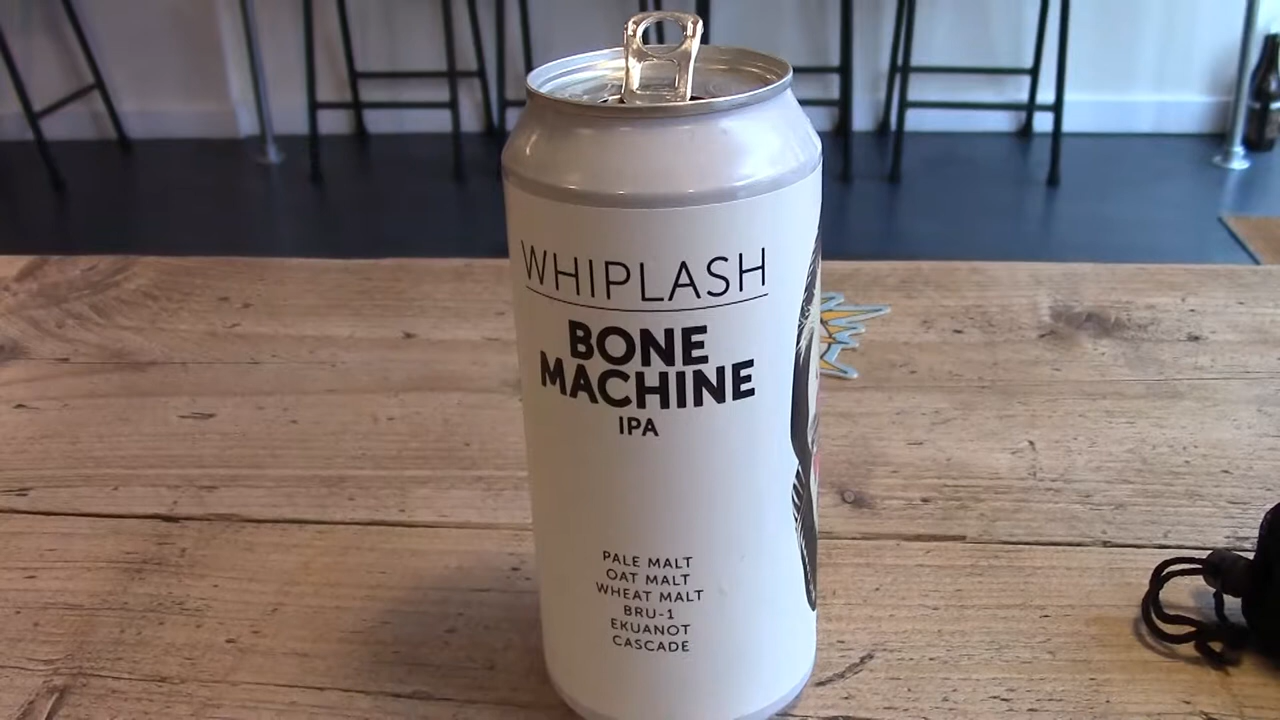 WHIPLASH
BONE
MACHINE
IPA
PALE MALT
OAT MALT
WHEAT MALT
BRU-1
EKUANOT
CASCADE